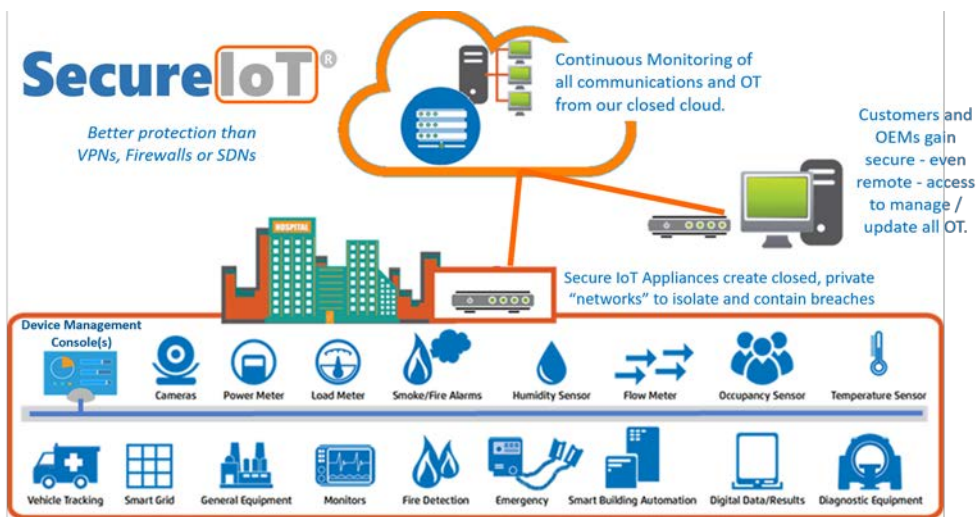 SecureIoT®
Better protection than
VPNs, Firewalls or SDNs
Continuous Monitoring of
all communications and OT
from our closed cloud.
Customers and
OEMs gain
secure - even
remote - access
to manage /
update all OT.
HOSPITAL
Secure IoT Appliances create closed, private
“networks” to isolate and contain breaches
Device Management
Console(s)
Cameras
Power Meter
Load Meter
Smoke/Fire Alarms
Humidity Sensor
Flow Meter
Occupancy Sensor
Temperature Sensor
Vehicle Tracking
Smart Grid
General Equipment
Monitors
Fire Detection
Emergency
Smart Building Automation
Digital Data/Results
Diagnostic Equipment